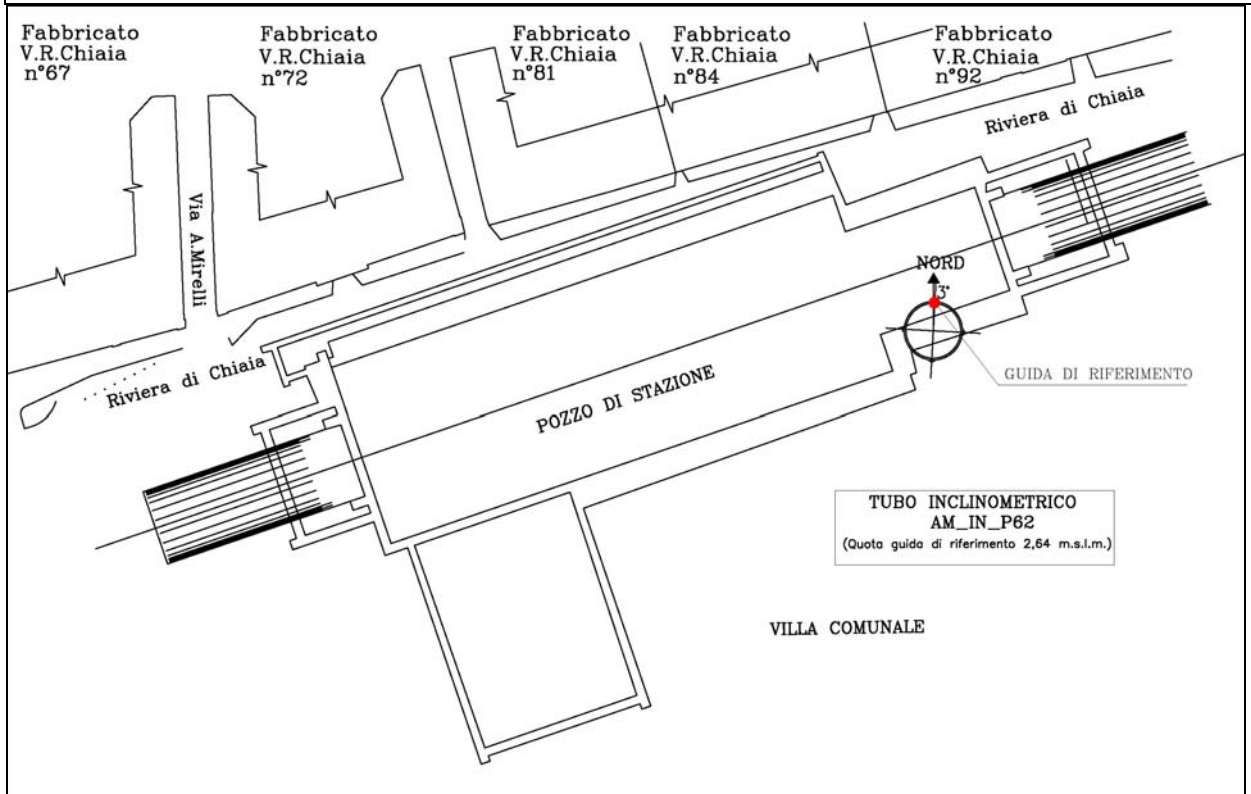 Fabbricato
V.R.Chiaia
n°67
Fabbricato
V.R.Chiaia
n°72
Fabbricato
V.R.Chiaia
n°81
Fabbricato
V.R.Chiaia
n°84
Fabbricato
V.R.Chiaia
n°92
Riviera di Chiaia
Via A.Mirelli
NORD
3°
Riviera di Chiaia
GUIDA DI RIFERIMENTO
POZZO DI STAZIONE
TUBO INCLINOMETRICO
AM_IN_P62
(Quota guida di riferimento 2,64 m.s.l.m.)
VILLA COMUNALE